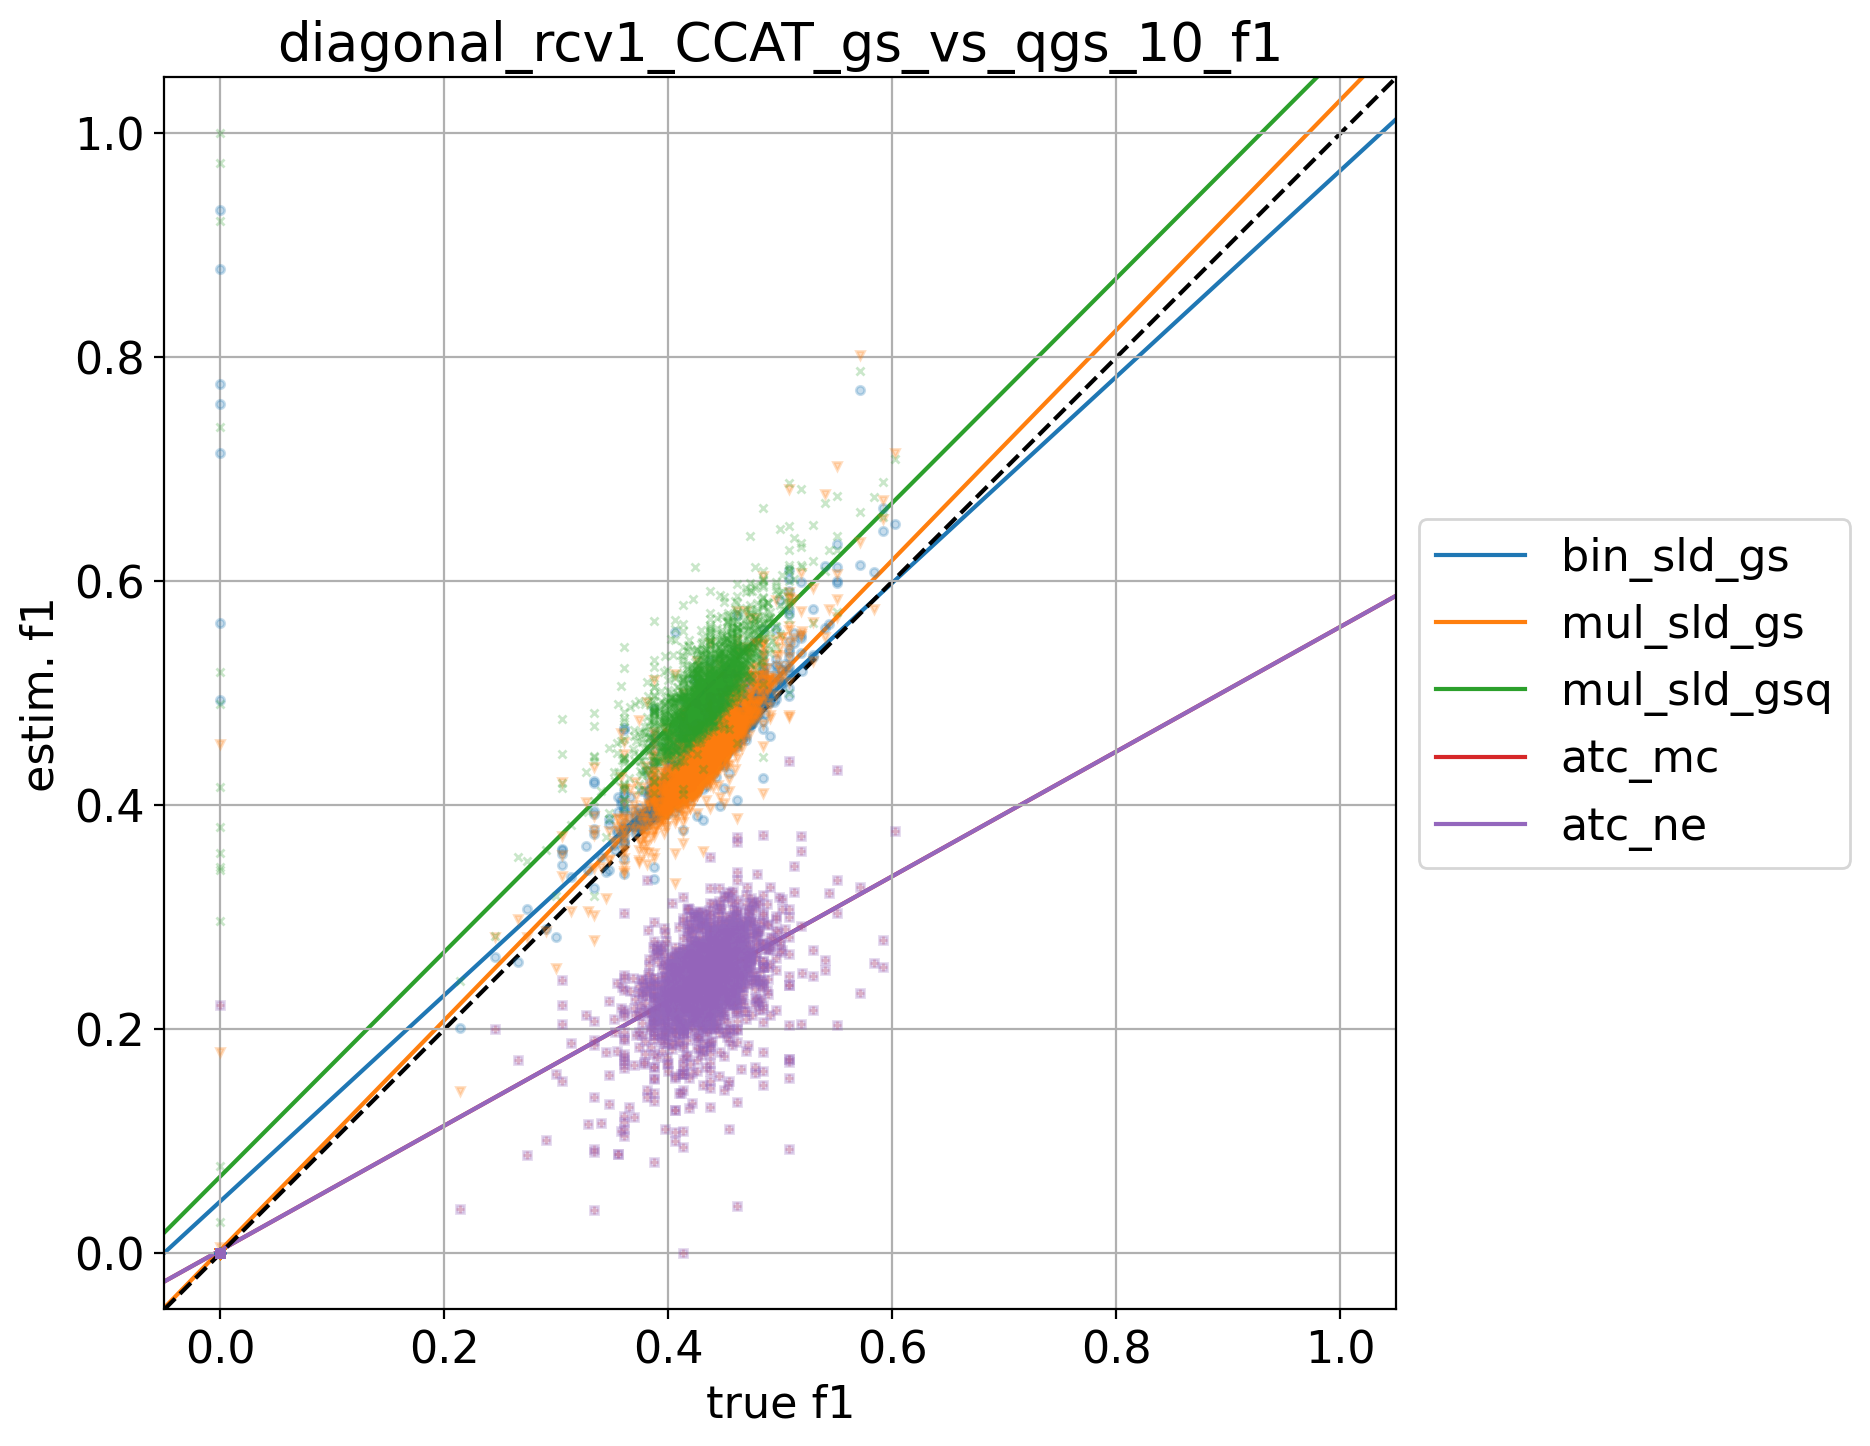 diagonal_rcv1_CCAT_gs_vs_qgs_10_f1
1.0
0.8
0.6
0.4
0.2
0.0
estim. f1
0.0 0.2 0.4 0.6 0.8 1.0
true f1
bin_sld_gs
mul_sld_gs
mul_sld_gsq
atc_mc
atc_ne